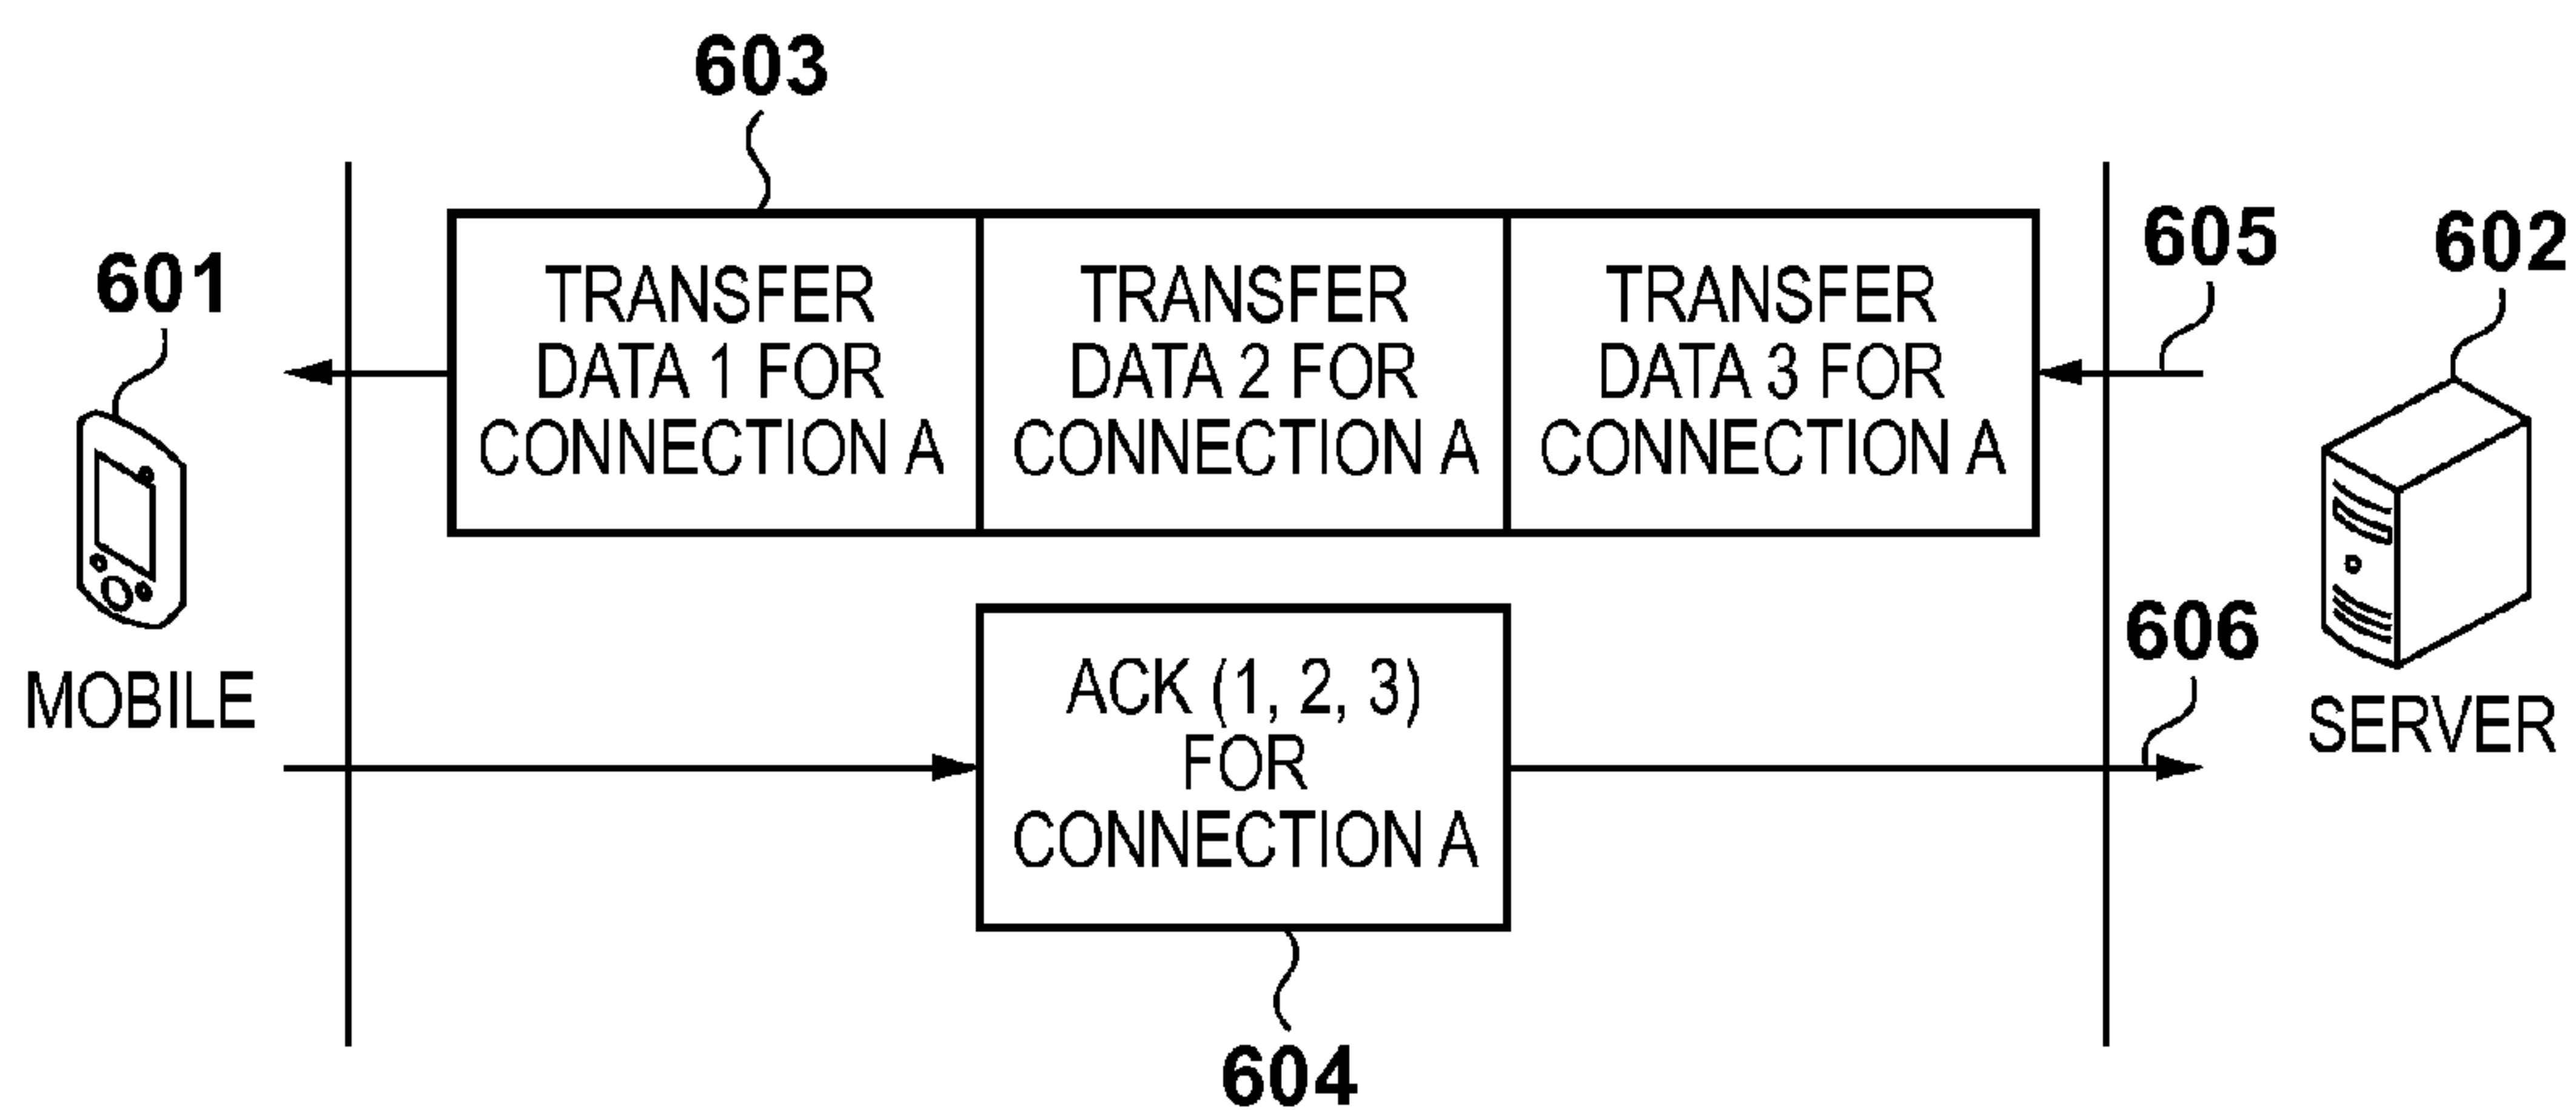 603
601
TRANSFER
DATA 1 FOR
CONNECTION A
TRANSFER
DATA 2 FOR
CONNECTION A
TRANSFER
DATA 3 FOR
CONNECTION A
605
602
MOBILE
ACK (1, 2, 3)
FOR
CONNECTION A
606
SERVER
604